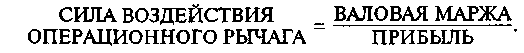 СИЛА ВОЗДЕЙСТВИЯ
ОПЕРАЦИОННОГО РЫЧАГА = ВАЛОВАЯ МАРЖА
ПРИБЫЛЬ.